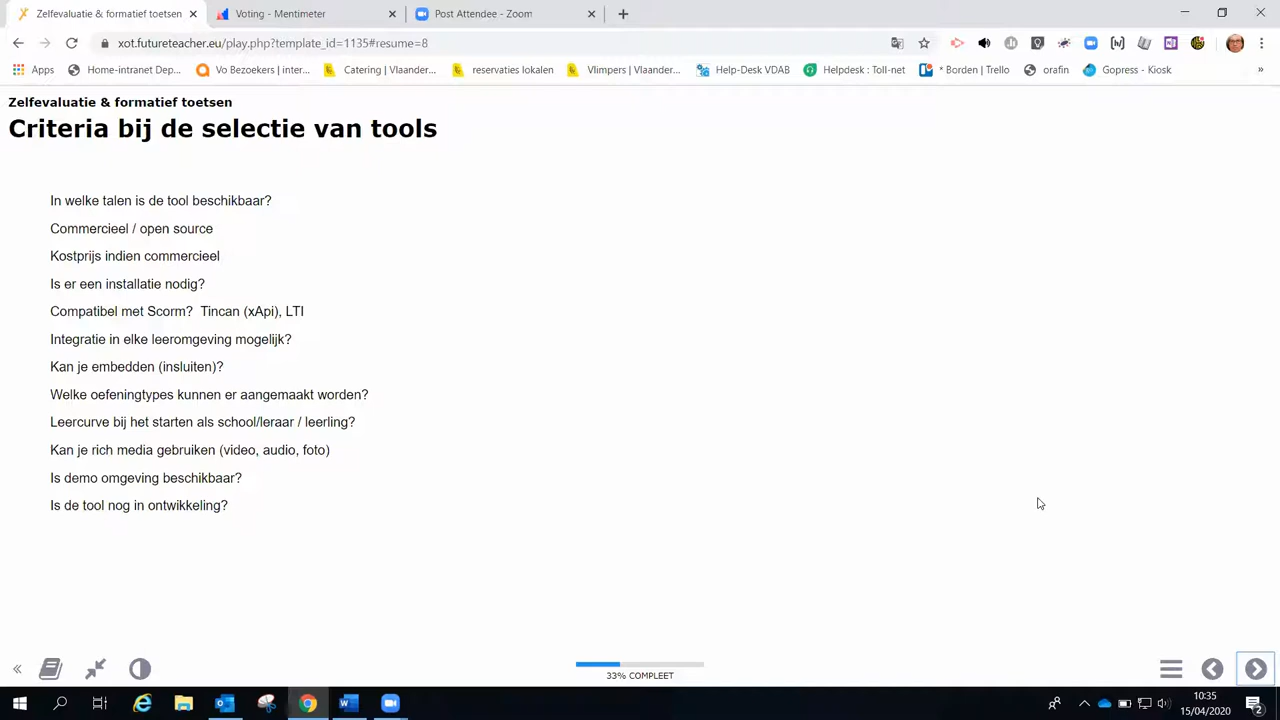 Zelfevaluatie & formatief toetsen
Voting - Mentimeter
Post Attendee - Zoom
xot.futureteacher.eu/play.php?template_id=1135#resume=8
Apps
Home-intranet Dep...
Vo Bezoekers | inter...
Catering | Vlaander...
reservaties lokalen
Vlimpers | Vlaander...
Help-Desk VDAB
Helpdesk : Toll-net
* Borden | Trello
orafin
Gopress - Kiosk
»
Zelfevaluatie & formatief toetsen
Criteria bij de selectie van tools
In welke talen is de tool beschikbaar?
Commercieel / open source
Kostprijs indien commercieel
Is er een installatie nodig?
Compatibel met Scorm? Tincan (xApi), LTI
Integratie in elke leeromgeving mogelijk?
Kan je embedden (insluiten)?
Welke oefeningtypes kunnen er aangemaakt worden?
Leercurve bij het starten als school/leraar / leerling?
Kan je rich media gebruiken (video, audio, foto)
Is demo omgeving beschikbaar?
Is de tool nog in ontwikkeling?
33% COMPLEET
10:35
15/04/2020
2